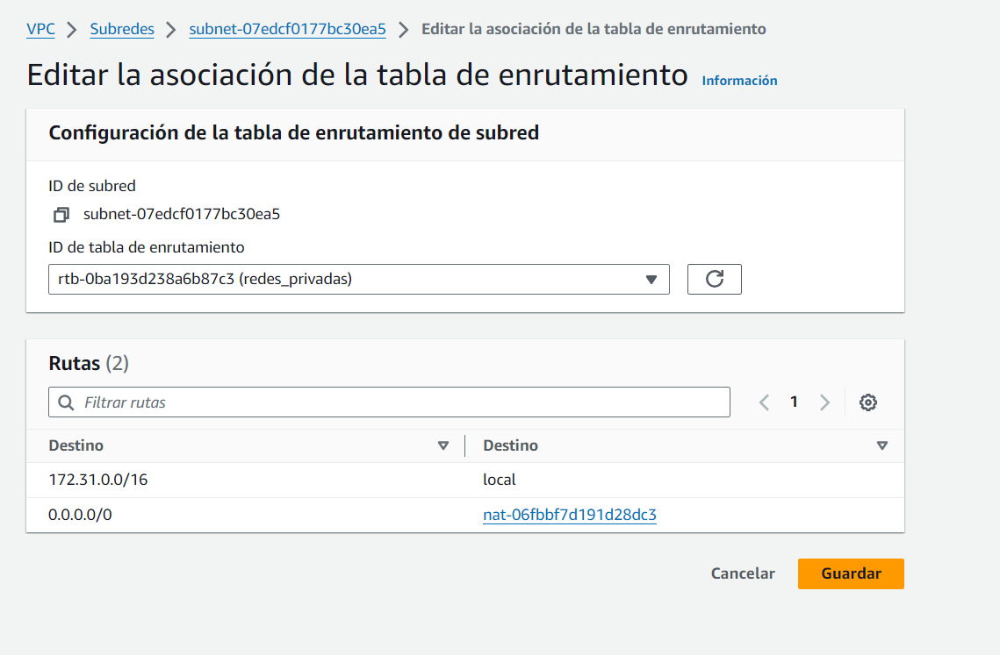 VPC > Subredes > subnet-07edcf0177bc30ea5 > Editar la asociación de la tabla de enrutamiento
Editar la asociación de la tabla de enrutamiento Información
Configuración de la tabla de enrutamiento de subred
ID de subred
subnet-07edcf0177bc30ea5
ID de tabla de enrutamiento
rtb-0ba193d238a6b87c3 (redes_privadas)
Rutas (2)
Filtrar rutas
1
Destino Destino
172.31.0.0/16 local
0.0.0.0/0 nat-06fbbf7d191d28dc3
Cancelar Guardar